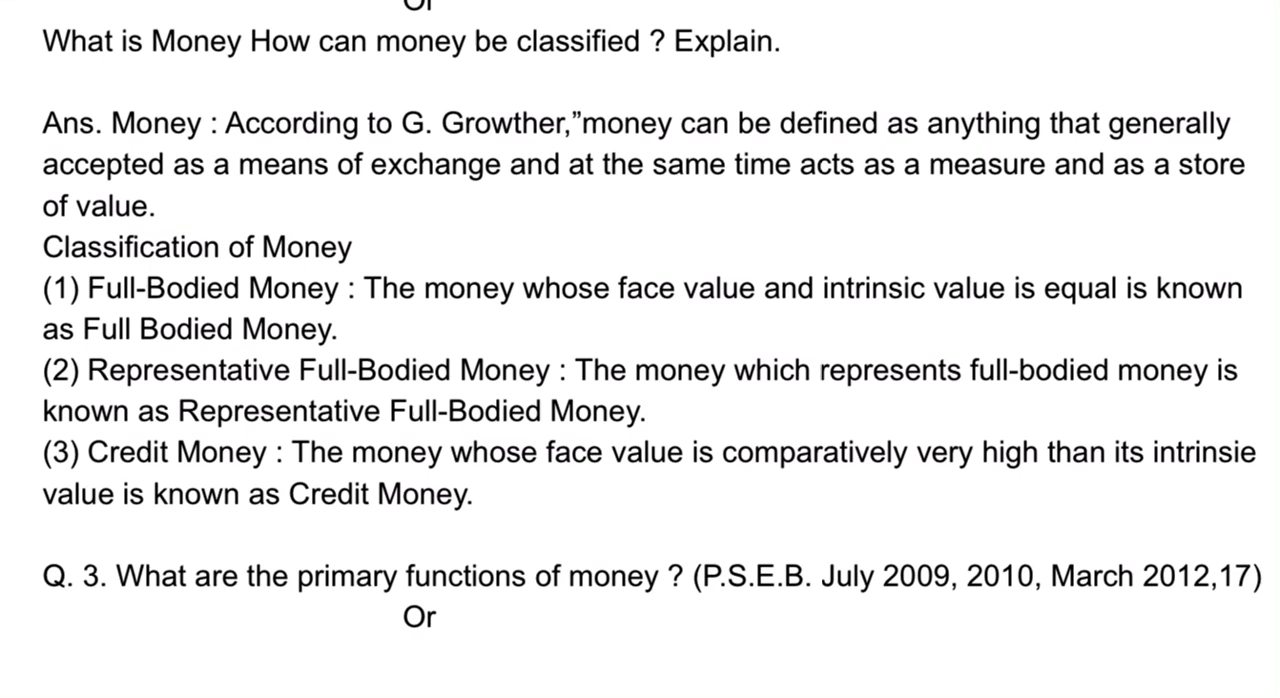 Or
What is Money How can money be classified ? Explain.
Ans. Money : According to G. Growther,”money can be defined as anything that generally
accepted as a means of exchange and at the same time acts as a measure and as a store
of value.
Classification of Money
(1) Full-Bodied Money : The money whose face value and intrinsic value is equal is known
as Full Bodied Money.
(2) Representative Full-Bodied Money : The money which represents full-bodied money is
known as Representative Full-Bodied Money.
(3) Credit Money : The money whose face value is comparatively very high than its intrinsie
value is known as Credit Money.
Q. 3. What are the primary functions of money ? (P.S.E.B. July 2009, 2010, March 2012,17)
Or